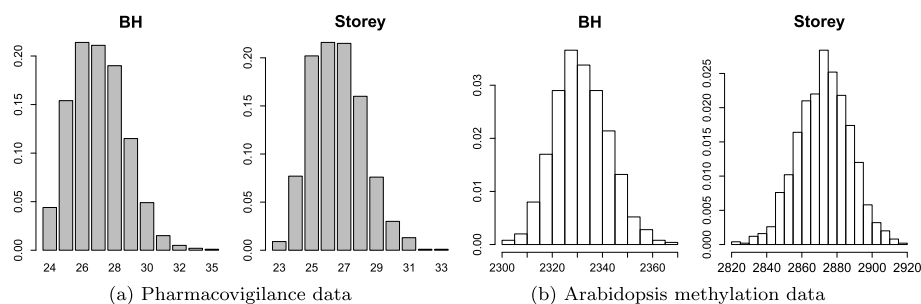 BH
Storey
BH
Storey
0.20
0.15
0.10
0.05
0.00
24 26 28 30 32 35
0.20
0.15
0.10
0.05
0.00
23 25 27 29 31 33
0.03
0.02
0.01
0.00
2300 2320 2340 2360
0.025
0.020
0.015
0.010
0.005
0.000
2820 2840 2860 2880 2900 2920
(a) Pharmacovigilance data
(b) Arabidopsis methylation data